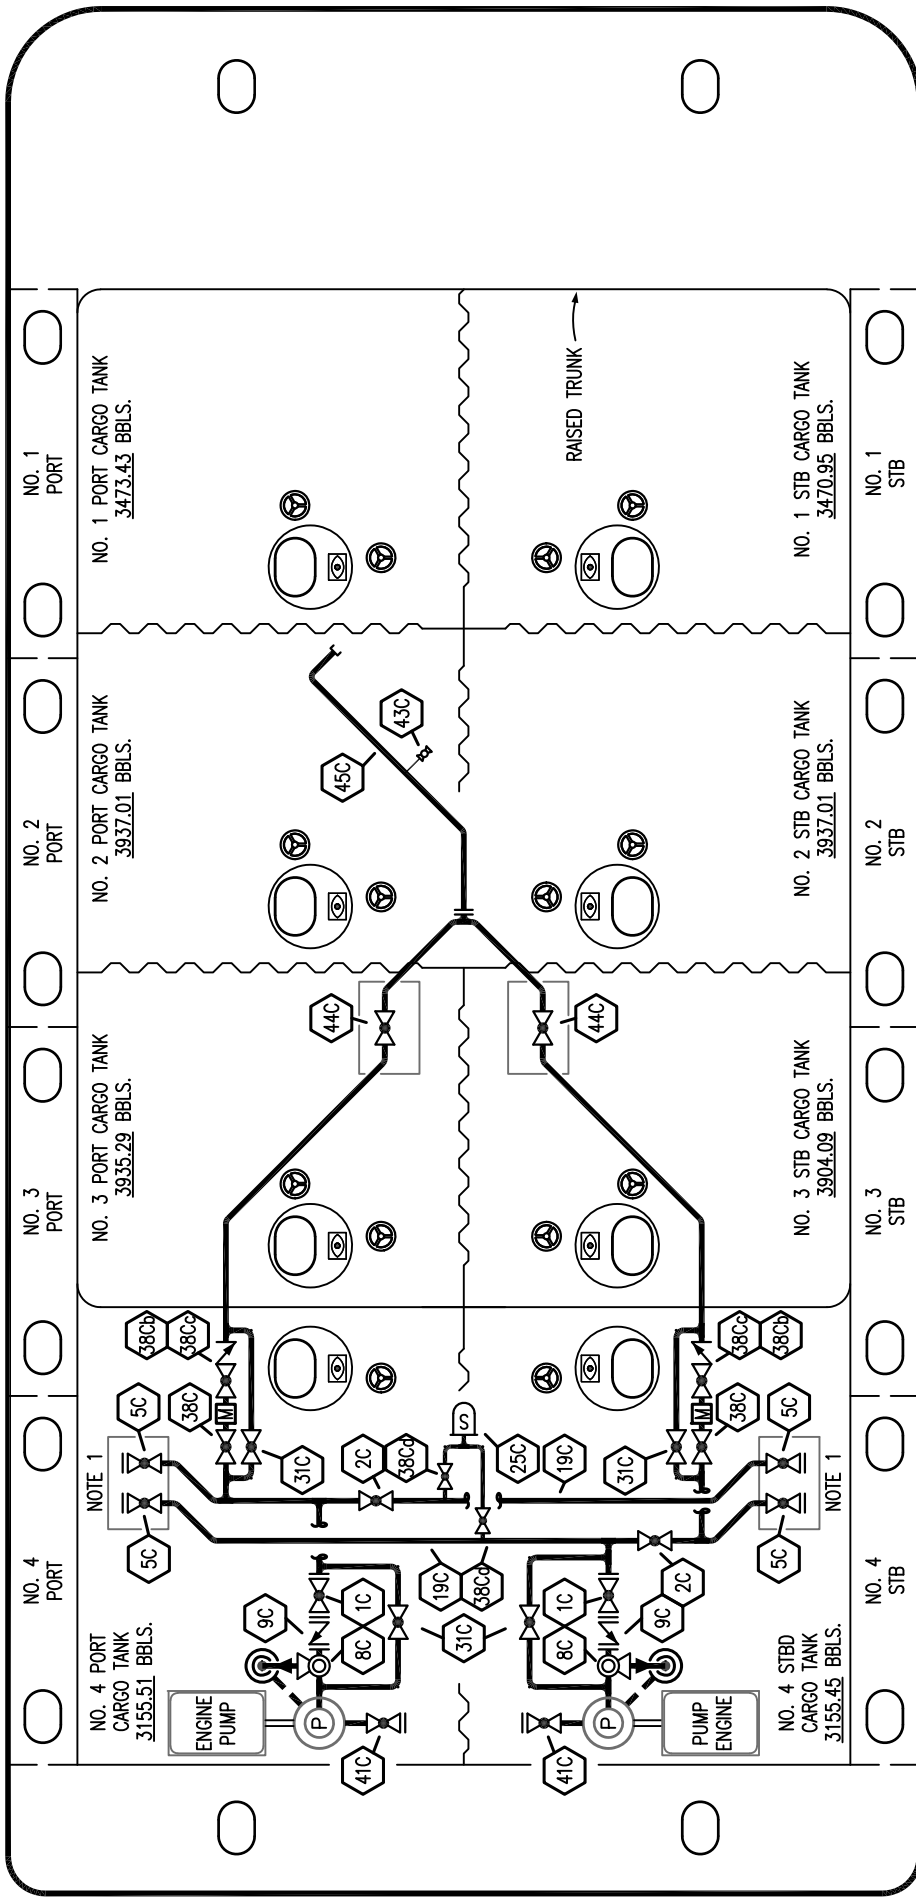 NO. 4
PORT
NO. 3
PORT
NO. 2
PORT
NO. 1
PORT
NO. 4 PORT
CARGO TANK
3155.51 BBLS.
NOTE 1
NO. 3 PORT CARGO TANK
3935.29 BBLS.
NO. 2 PORT CARGO TANK
3937.01 BBLS.
NO. 1 PORT CARGO TANK
3473.43 BBLS.
5C
5C
38Cb
38Cc
38C
M
31C
ENGINE
PUMP
9C
8C
1C
P
41C
2C
38Cd
S
25C
19C
19C
38Cd
31C
44C
45C
43C
44C
RAISED TRUNK
41C
P
8C
1C
9C
2C
31C
38C
M
38Cc
38Cb
PUMP
ENGINE
5C
5C
NOTE 1
NO. 4 STBD
CARGO TANK
3155.45 BBLS.
NO. 3 STB CARGO TANK
3904.09 BBLS.
NO. 2 STB CARGO TANK
3937.01 BBLS.
NO. 1 STB CARGO TANK
3470.95 BBLS.
NO. 4
STB
NO. 3
STB
NO. 2
STB
NO. 1
STB